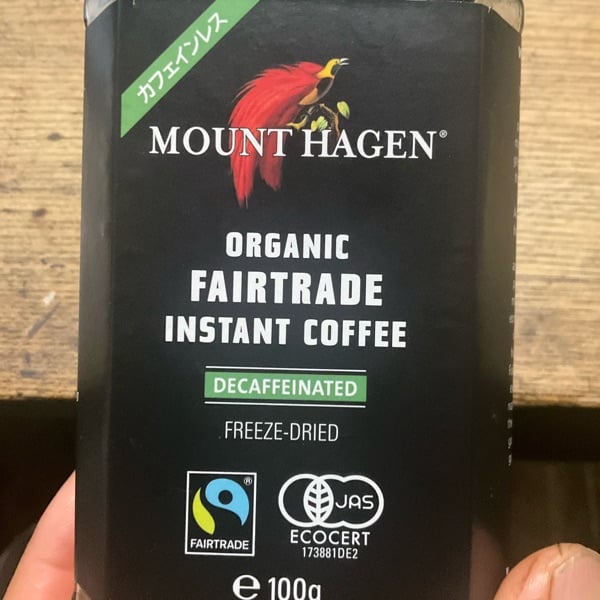 カフェインレス
MOUNT HAGEN®
ORGANIC
FAIRTRADE
INSTANT COFFEE
DECAFFEINATED
FREEZE-DRIED
®
FAIRTRADE
JAS
ECOCERT
173881DE2
℮ 100g